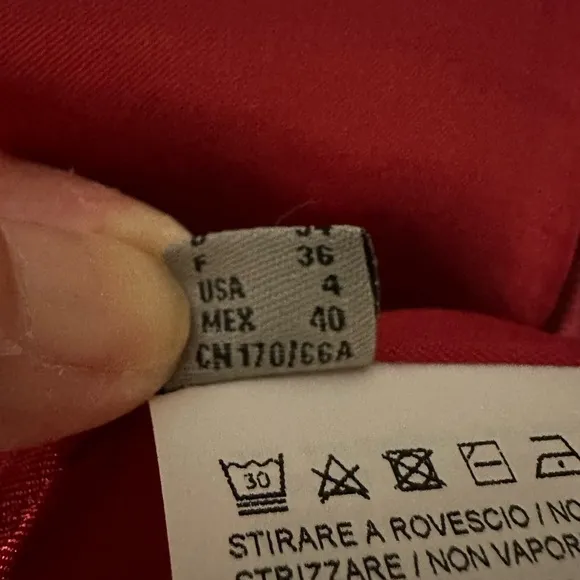 F 36
USA 4
MEX 40
CN 170/66A
30
STIRARE A ROVESCIO / NO
STRIZZARE / NON VAPOR